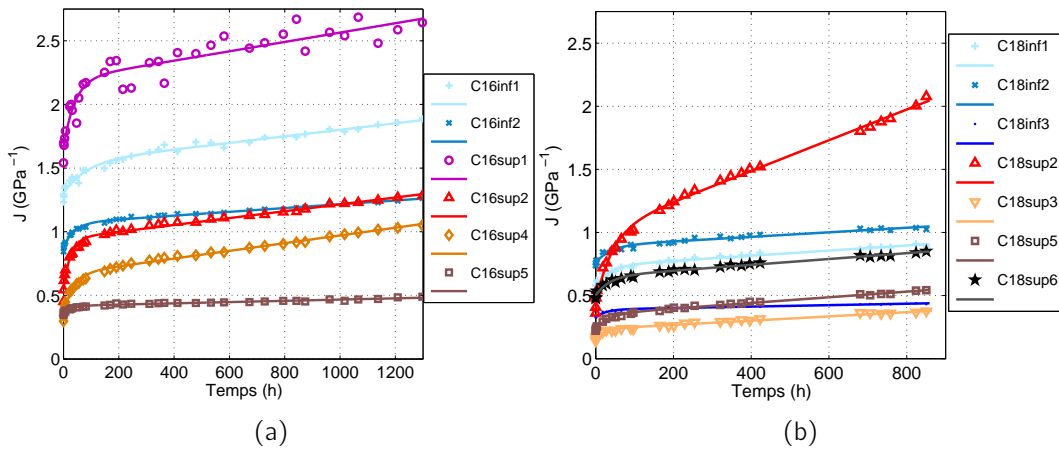 2.5
2
1.5
1
0.5
0
J (GPa⁻¹)
0 200 400 600 800 1000 1200
Temps (h)
C16inf1
C16inf2
C16sup1
C16sup2
C16sup4
C16sup5
(a)
2.5
2
1.5
1
0.5
0
J (GPa⁻¹)
0 200 400 600 800
Temps (h)
C18inf1
C18inf2
C18inf3
C18sup2
C18sup3
C18sup5
C18sup6
(b)